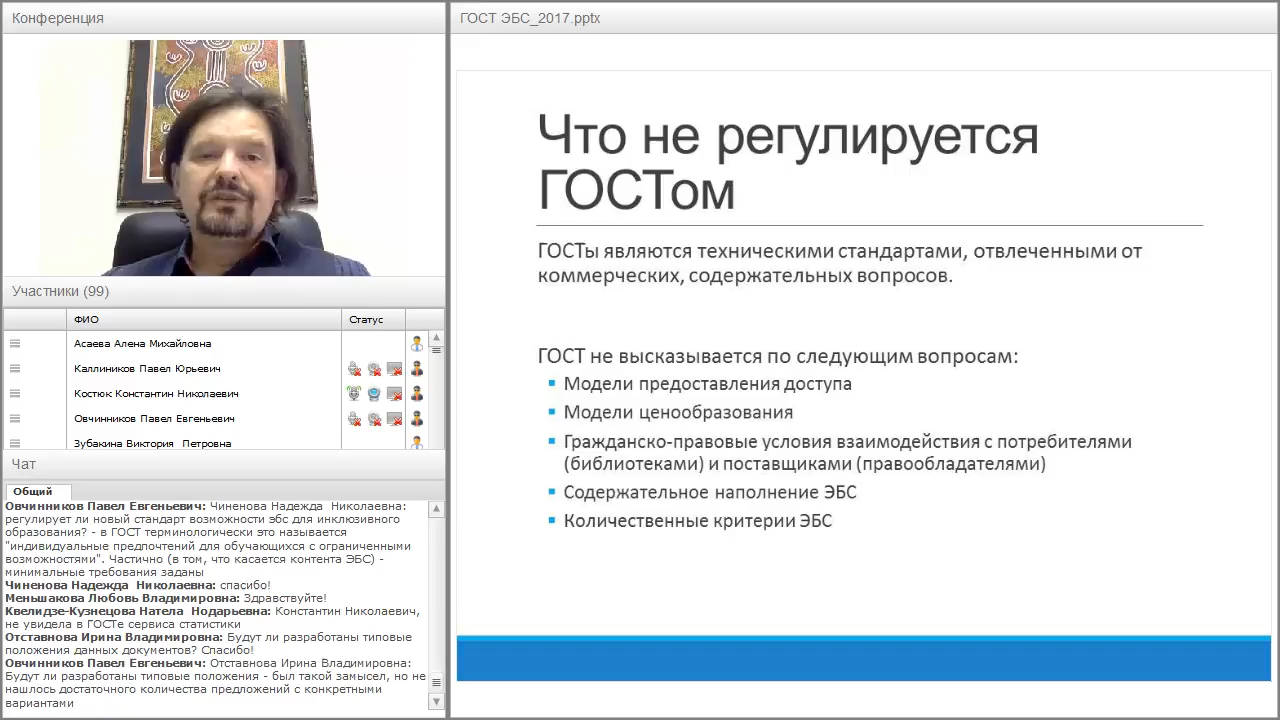 Конференция
ГОСТ ЭБС_2017.pptx
Участники (99)
ФИО
Статус
Асаева Алена Михайловна
Каллиников Павел Юрьевич
Костюк Константин Николаевич
Овчинников Павел Евгеньевич
Зубакина Виктория Петровна
Чат
Общий
Овчинников Павел Евгеньевич: Чиненова Надежда Николаевна:
регулирует ли новый стандарт возможности эбс для инклюзивного
образования? - в ГОСТ терминологически это называется
"индивидуальные предпочтений для обучающихся с ограниченными
возможностями". Частично (в том, что касается контента ЭБС) -
минимальные требования заданы
Чиненова Надежда Николаевна: спасибо!
Меньшакова Любовь Владимировна: Здравствуйте!
Квелидзе-Кузнецова Натела Нодарьевна: Константин Николаевич,
не увидела в ГОСТе сервиса статистики
Отставнова Ирина Владимировна: Будут ли разработаны типовые
положения данных документов? Спасибо!
Овчинников Павел Евгеньевич: Отставнова Ирина Владимировна:
Будут ли разработаны типовые положения - был такой замысел, но не
нашлось достаточного количества предложений с конкретными
вариантами
Что не регулируется
ГОСТом
ГОСТы являются техническими стандартами, отвлеченными от
коммерческих, содержательных вопросов.
ГОСТ не высказывается по следующим вопросам:
Модели предоставления доступа
Модели ценообразования
Гражданско-правовые условия взаимодействия с потребителями
(библиотеками) и поставщиками (правообладателями)
Содержательное наполнение ЭБС
Количественные критерии ЭБС